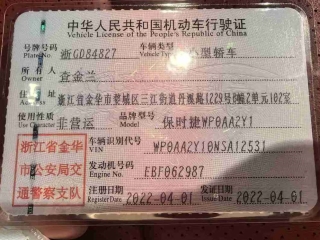 中华人民共和国机动车行驶证
Vehicle License of the People's Republic of China
号牌号码 浙GD84827 车辆类型 小型轿车
Plate No. Vehicle Type
所有人 查金兰
Owner
住址 浙江省金华市婺城区三江街道丹溪路1229号8幢2单元102室
Address
使用性质 非营运 品牌型号 保时捷WP0AA2Y1
Use Character Model
车辆识别代号 WP0AA2Y10NSA12531
VIN
浙江省金华
市公安局交
通警察支队
发动机号码 EBF062987
Engine No.
注册日期 2022-04-01 发证日期 2022-04-01
Register Date Issue Date